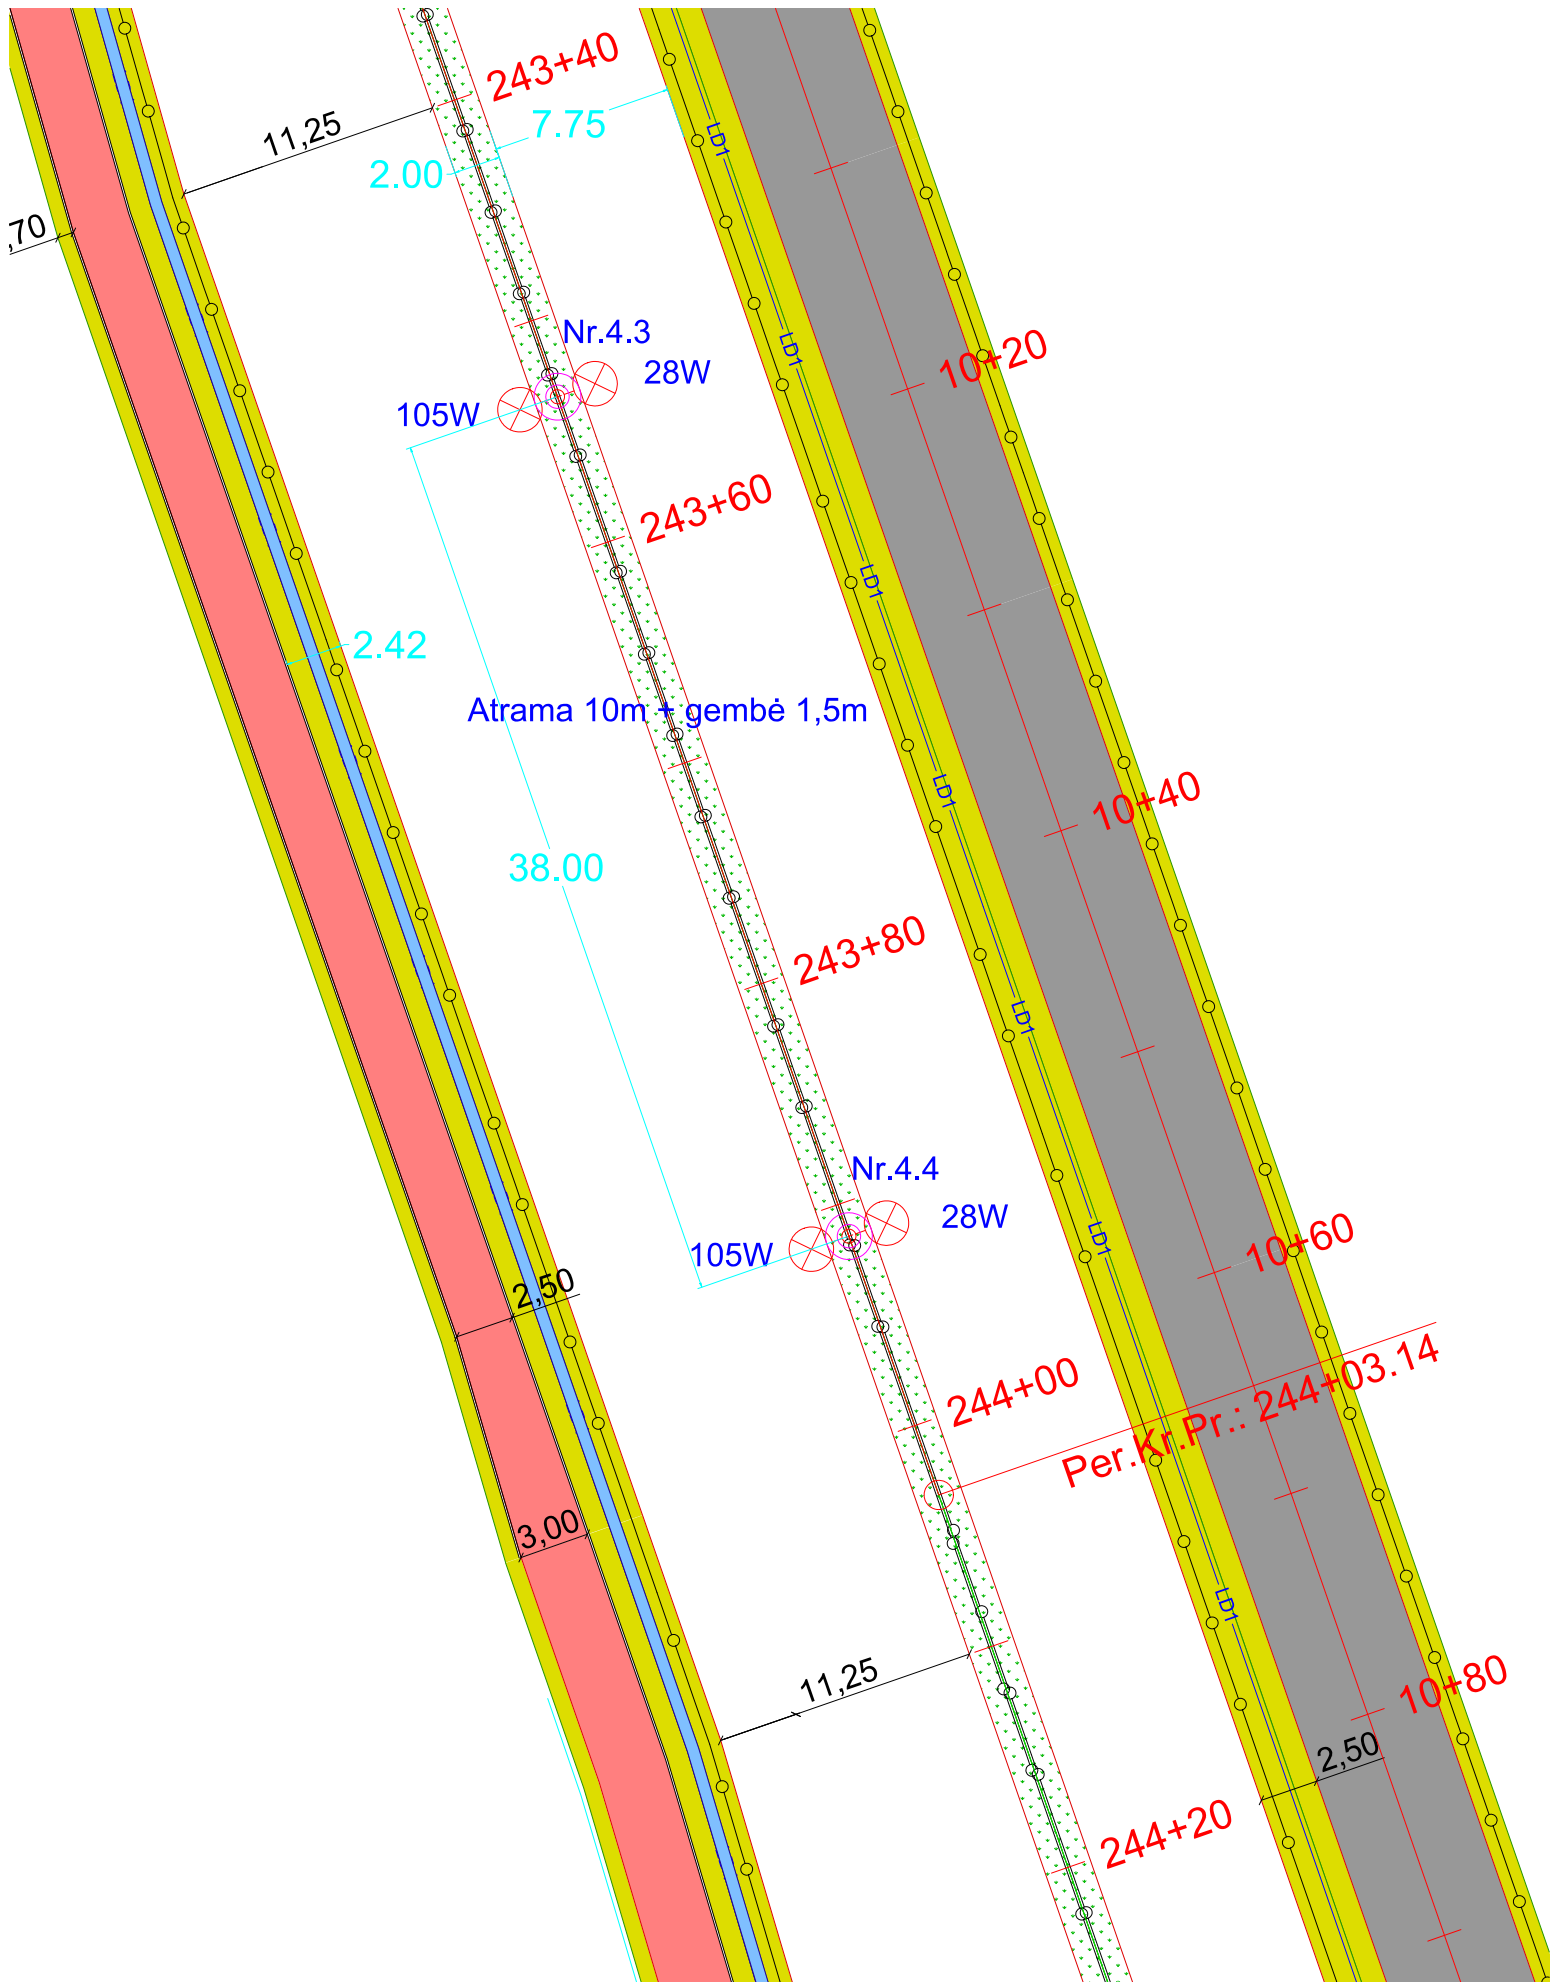 243+40
11,25
7.75
LD1
2.00
,70
Nr.4.3
LD1
10+20
28W
105W
243+60
LD1
2.42
Atrama 10m + gembė 1,5m
LD1
10+40
38.00
243+80
LD1
Nr.4.4
28W
LD1
10+60
105W
2,50
244+00
Per.Kr.Pr.: 244+03.14
3,00
LD1
11,25
10+80
2,50
244+20